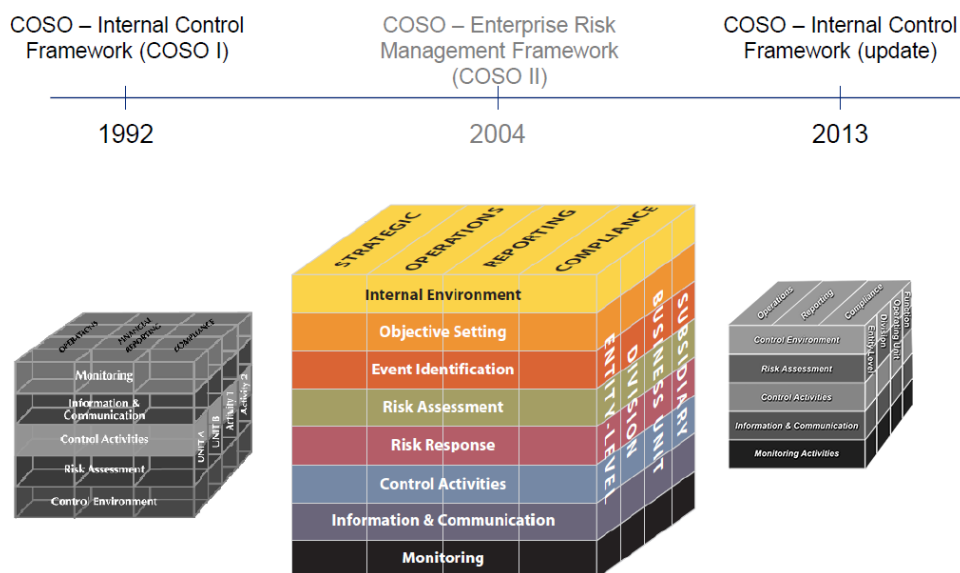 COSO – Internal Control
Framework (COSO I)
COSO – Enterprise Risk
Management Framework
(COSO II)
COSO – Internal Control
Framework (update)
1992
2004
2013
OPERATIONS
FINANCIAL
REPORTING
COMPLIANCE
Monitoring
Information &
Communication
Control Activities
Risk Assessment
Control Environment
UNIT A
UNIT B
Activity 1
Activity 2
STRATEGIC
OPERATIONS
REPORTING
COMPLIANCE
Internal Environment
Objective Setting
Event Identification
Risk Assessment
Risk Response
Control Activities
Information & Communication
Monitoring
ENTITY-LEVEL
DIVISION
BUSINESS UNIT
SUBSIDIARY
Operations
Reporting
Compliance
Control Environment
Risk Assessment
Control Activities
Information & Communication
Monitoring Activities
Entity Level
Division
Operating Unit
Function